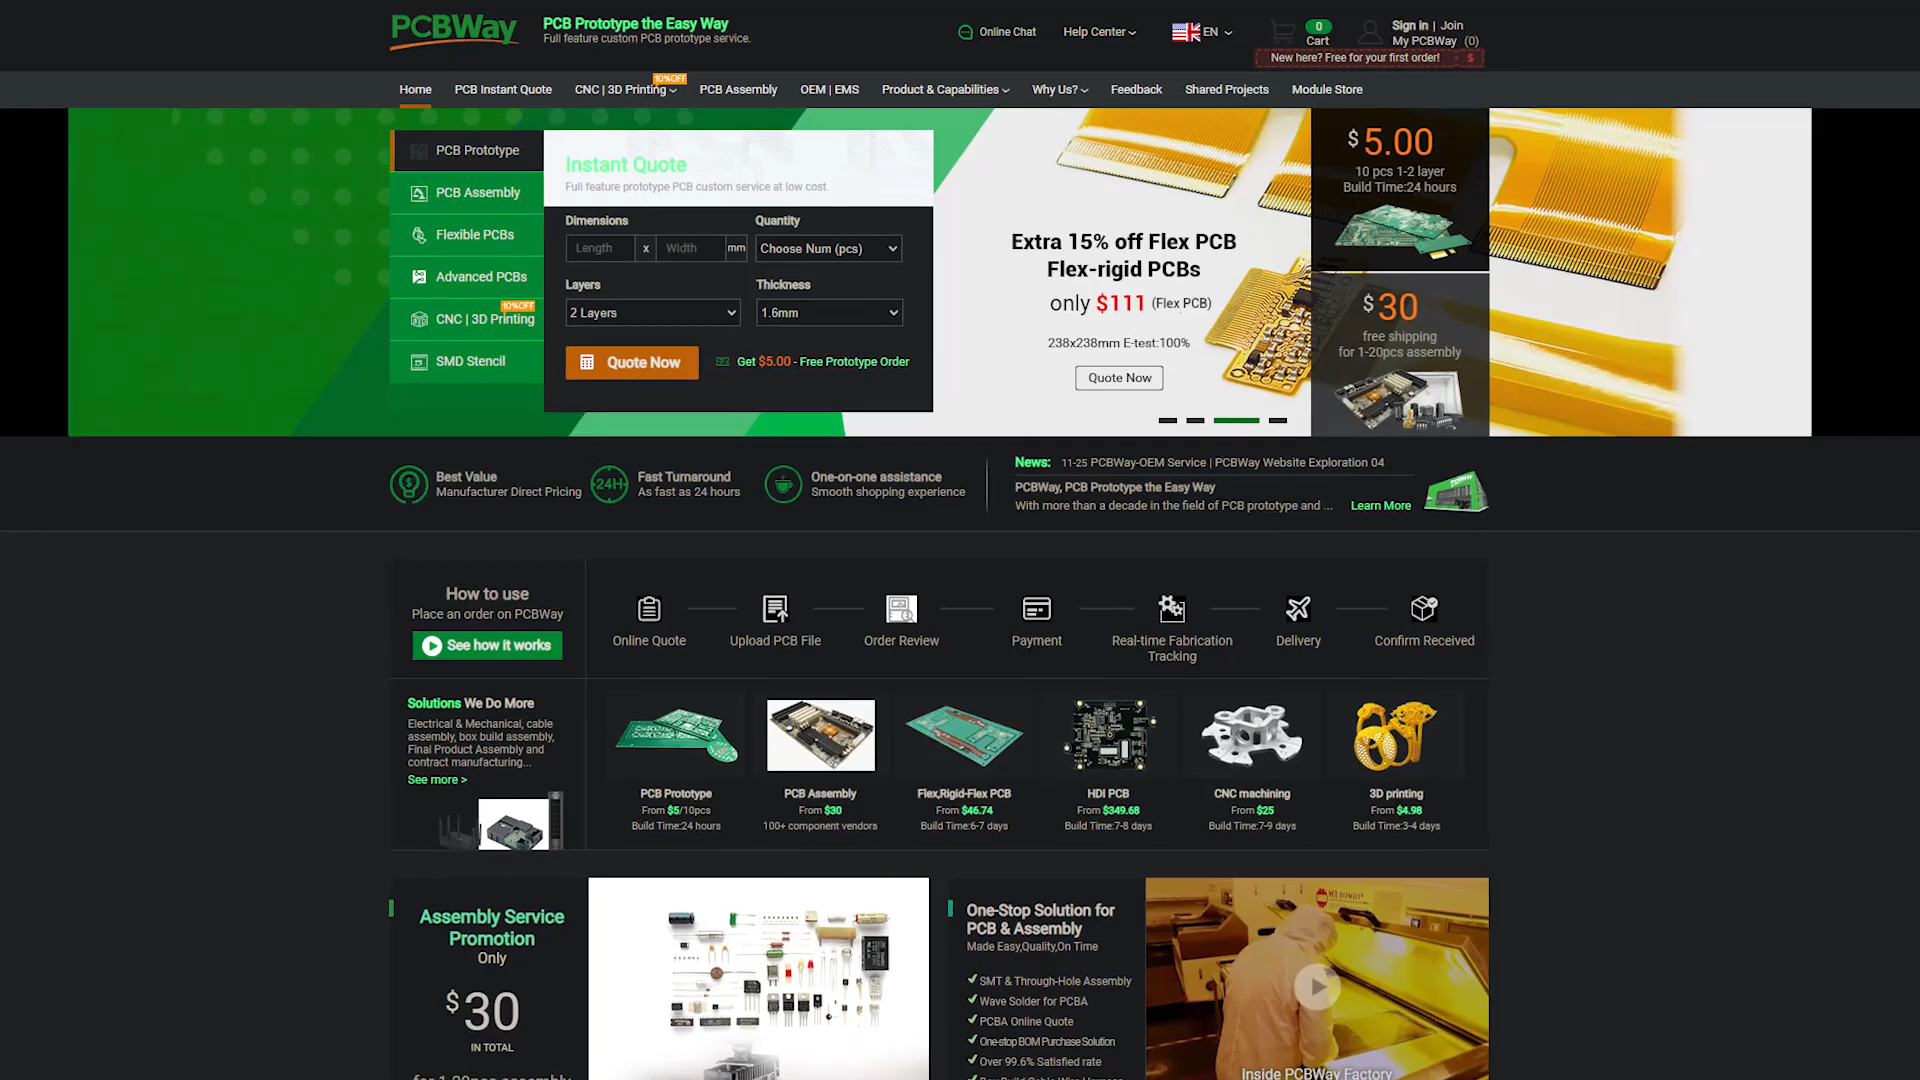 PCBWay
PCB Prototype the Easy Way
Full feature custom PCB prototype service.
Online Chat
Help Center
EN
0
Cart
Sign in | Join
My PCBWay (0)
New here? Free for your first order! $
Home
PCB Instant Quote
CNC | 3D Printing
10%OFF
PCB Assembly
OEM | EMS
Product & Capabilities
Why Us?
Feedback
Shared Projects
Module Store
PCB Prototype
PCB Assembly
Flexible PCBs
Advanced PCBs
10%OFF
CNC | 3D Printing
SMD Stencil
Instant Quote
Full feature prototype PCB custom service at low cost.
Dimensions
Quantity
Length x Width mm
Choose Num (pcs)
Layers
Thickness
2 Layers
1.6mm
Quote Now
Get $5.00 - Free Prototype Order
Extra 15% off Flex PCB
Flex-rigid PCBs
only $111 (Flex PCB)
238x238mm E-test:100%
Quote Now
$5.00
10 pcs 1-2 layer
Build Time:24 hours
$30
free shipping
for 1-20pcs assembly
Best Value
Manufacturer Direct Pricing
24H
Fast Turnaround
As fast as 24 hours
One-on-one assistance
Smooth shopping experience
News: 11-25 PCBWay-OEM Service | PCBWay Website Exploration 04
PCBWay, PCB Prototype the Easy Way
With more than a decade in the field of PCB prototype and ...
Learn More
How to use
Place an order on PCBWay
See how it works
Online Quote
Upload PCB File
Order Review
Payment
Real-time Fabrication
Tracking
Delivery
Confirm Received
Solutions We Do More
Electrical & Mechanical, cable
assembly, box build assembly,
Final Product Assembly and
contract manufacturing...
See more >
PCB Prototype
From $5/10pcs
Build Time:24 hours
PCB Assembly
From $30
100+ component vendors
Flex,Rigid-Flex PCB
From $46.74
Build Time:6-7 days
HDI PCB
From $349.68
Build Time:7-8 days
CNC machining
From $25
Build Time:7-9 days
3D printing
From $4.98
Build Time:3-4 days
Assembly Service
Promotion
Only
$30
IN TOTAL
for 1-20pcs assembly
One-Stop Solution for
PCB & Assembly
Made Easy,Quality,On Time
SMT & Through-Hole Assembly
Wave Solder for PCBA
PCBA Online Quote
One-stop BOM Purchase Solution
Over 99.6% Satisfied rate
Inside PCBWay Factory